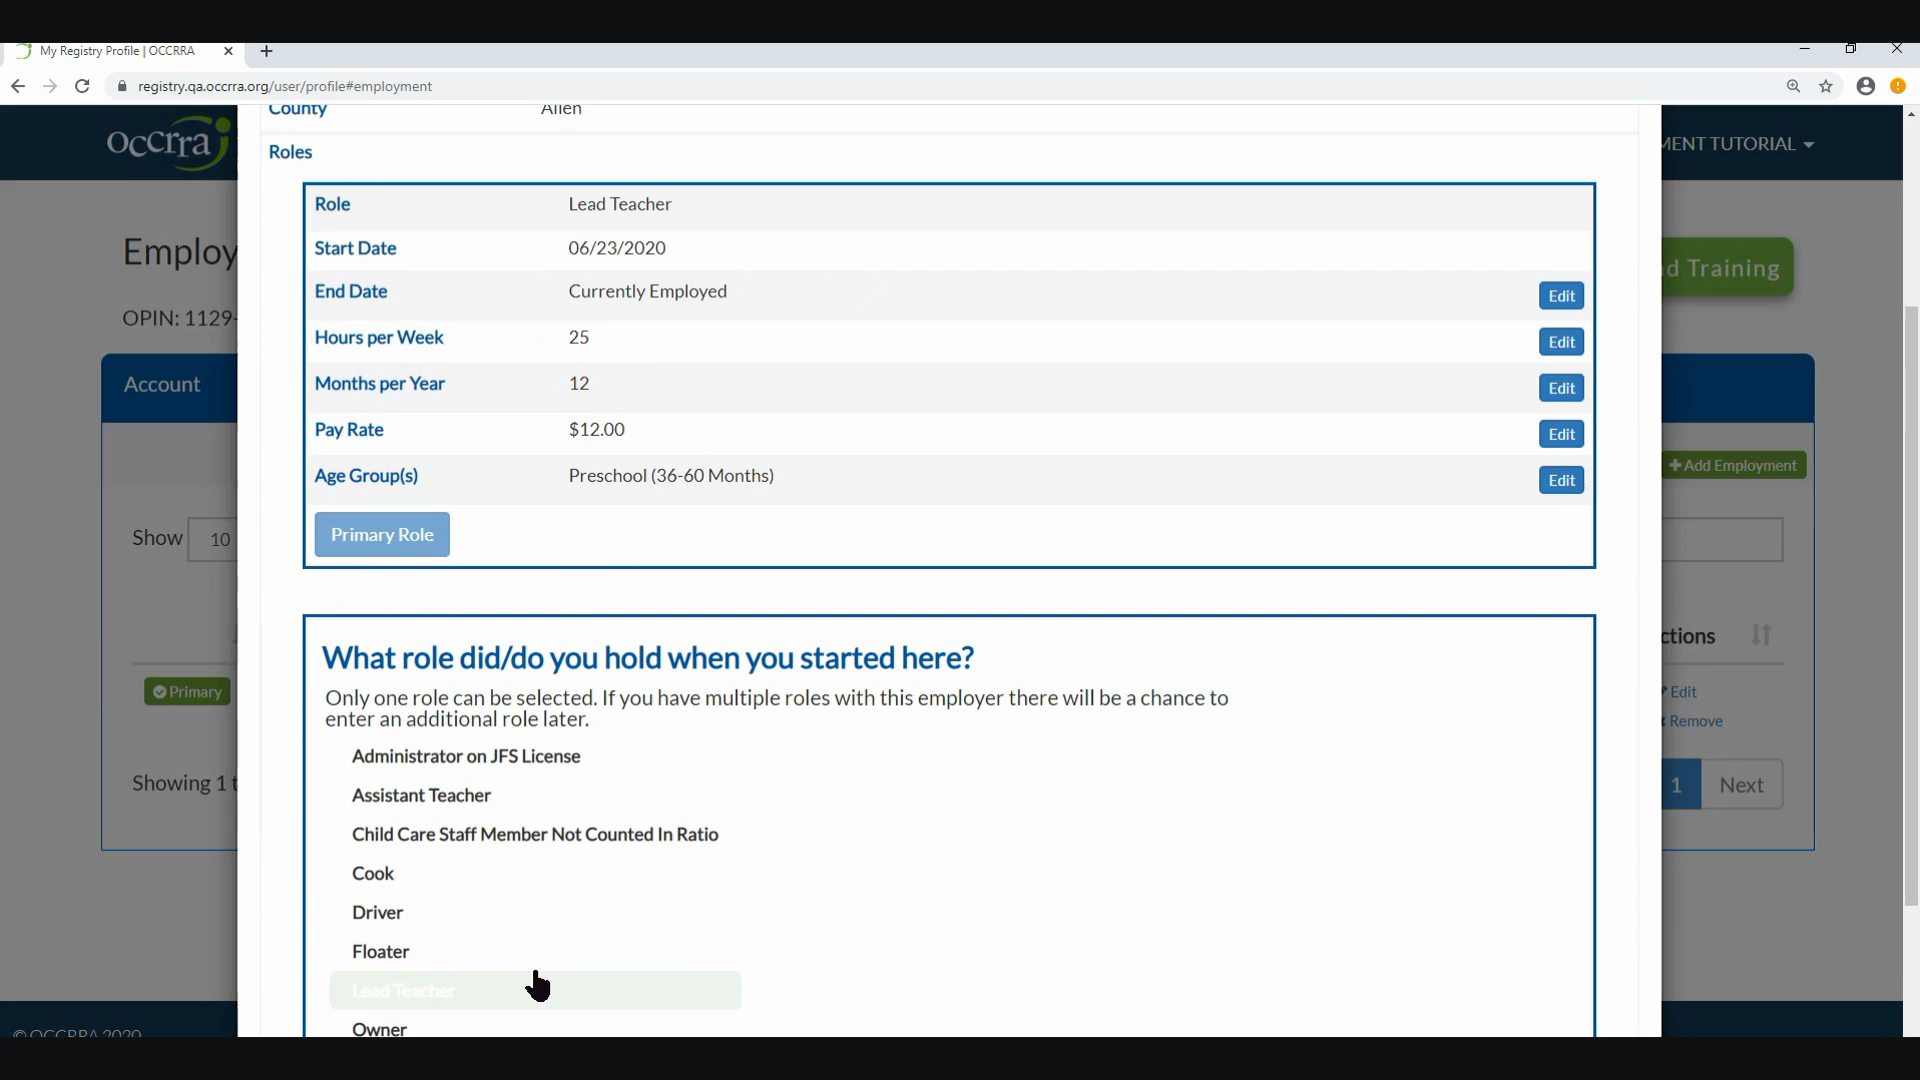 My Registry Profile | OCCRRA
registry.qa.occrra.org/user/profile#employment
occrra
MENT TUTORIAL
County Allen
Roles
Role Lead Teacher
Start Date 06/23/2020
End Date Currently Employed Edit
Hours per Week 25 Edit
Months per Year 12 Edit
Pay Rate $12.00 Edit
Age Group(s) Preschool (36-60 Months) Edit
Primary Role
What role did/do you hold when you started here?
Only one role can be selected. If you have multiple roles with this employer there will be a chance to
enter an additional role later.
Administrator on JFS License
Assistant Teacher
Child Care Staff Member Not Counted In Ratio
Cook
Driver
Floater
Lead Teacher
Owner
Employ
OPIN: 1129-
Account
Show 10
Primary
Showing 1 t
d Training
Add Employment
ctions
Edit
Remove
1 Next
© OCCRRA 2020